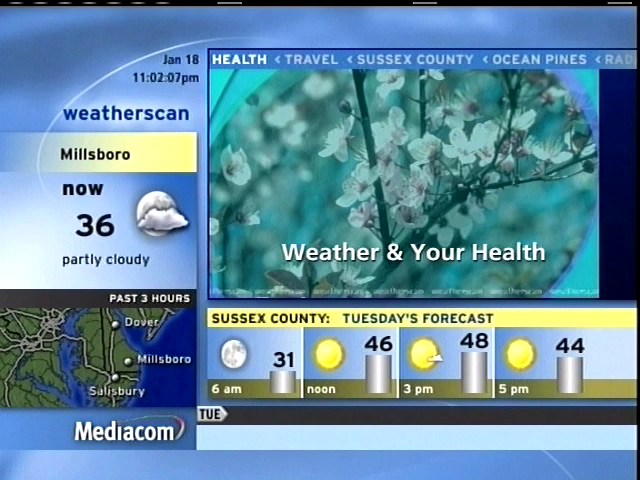 Jan 18
11:02:07pm
HEALTH < TRAVEL < SUSSEX COUNTY < OCEAN PINES < RAD
weatherscan
Millsboro
now
36
partly cloudy
Weather & Your Health
PAST 3 HOURS
Dover
Millsboro
Salisbury
SUSSEX COUNTY: TUESDAY'S FORECAST
31 46 48 44
6 am noon 3 pm 5 pm
TUE
Mediacom